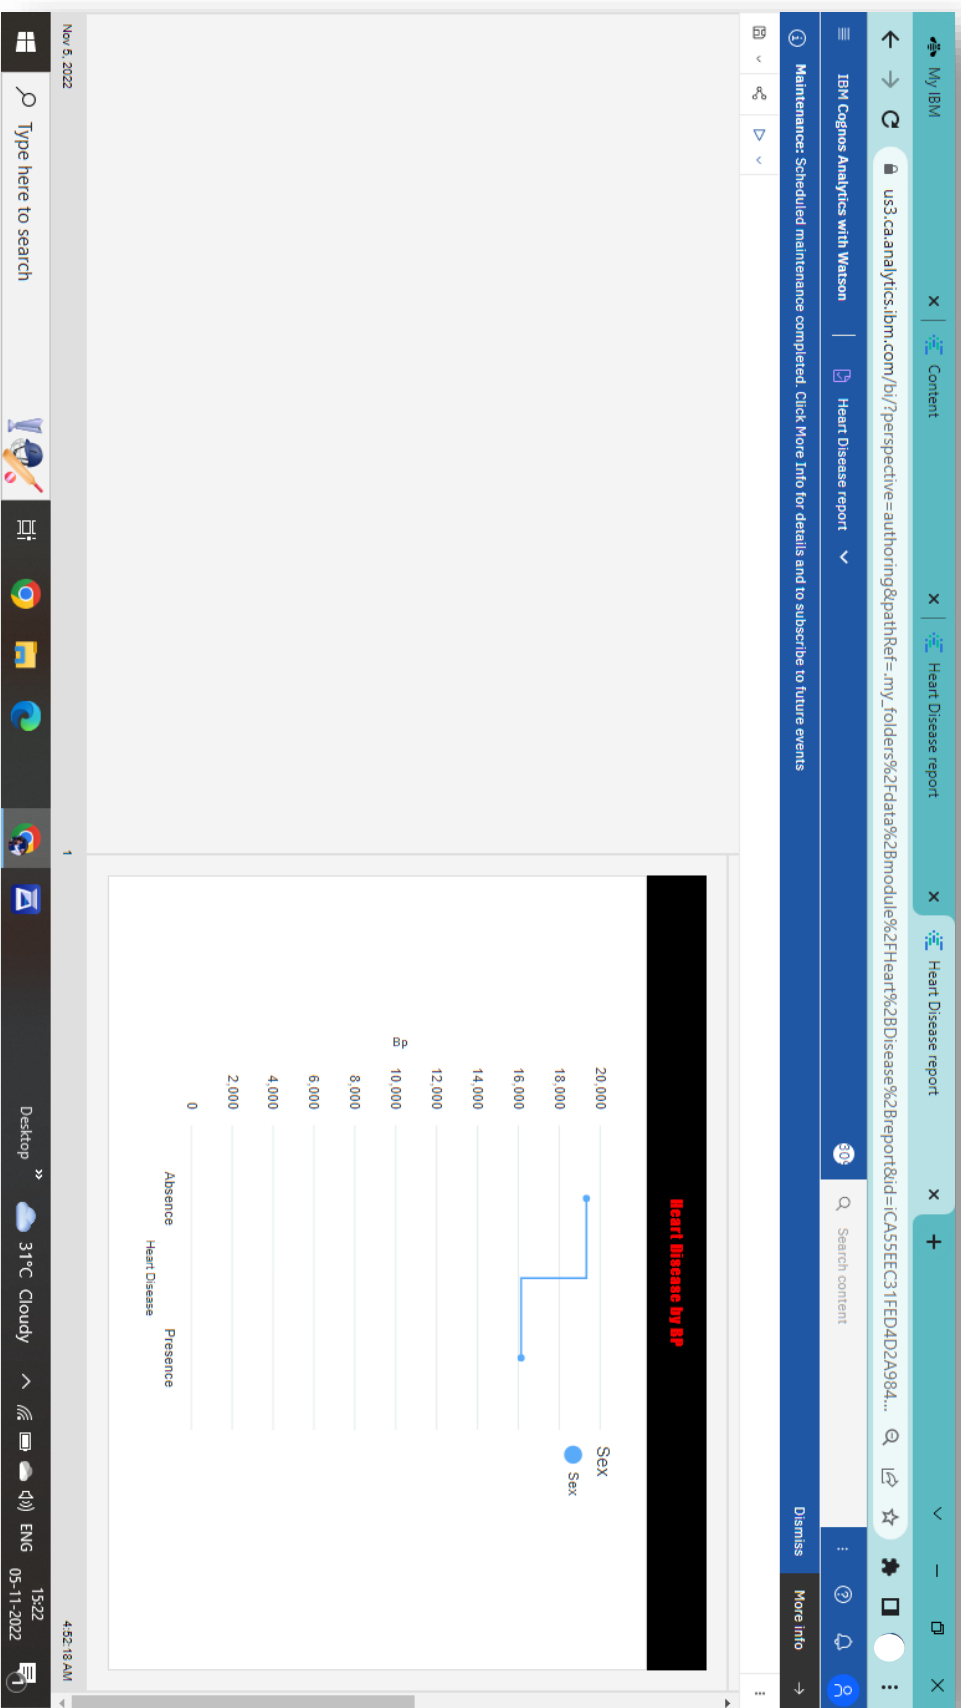 My IBM
Content
Heart Disease report
Heart Disease report
us3.ca.analytics.ibm.com/bi/?perspective=authoring&pathRef=.my_folders%2Fdata%2Bmodule%2FHeart%2BDisease%2Breport&id=iCA55EEC31FED4D2A984...
IBM Cognos Analytics with Watson
Heart Disease report
Search content
Maintenance: Scheduled maintenance completed. Click More Info for details and to subscribe to future events
Dismiss
More info
Heart Disease by BP
Bp
20,000
18,000
16,000
14,000
12,000
10,000
8,000
6,000
4,000
2,000
0
Absence
Presence
Heart Disease
Sex
Sex
Nov 5, 2022
1
4:52:18 AM
Type here to search
Desktop
31°C Cloudy
ENG
15:22
05-11-2022
1